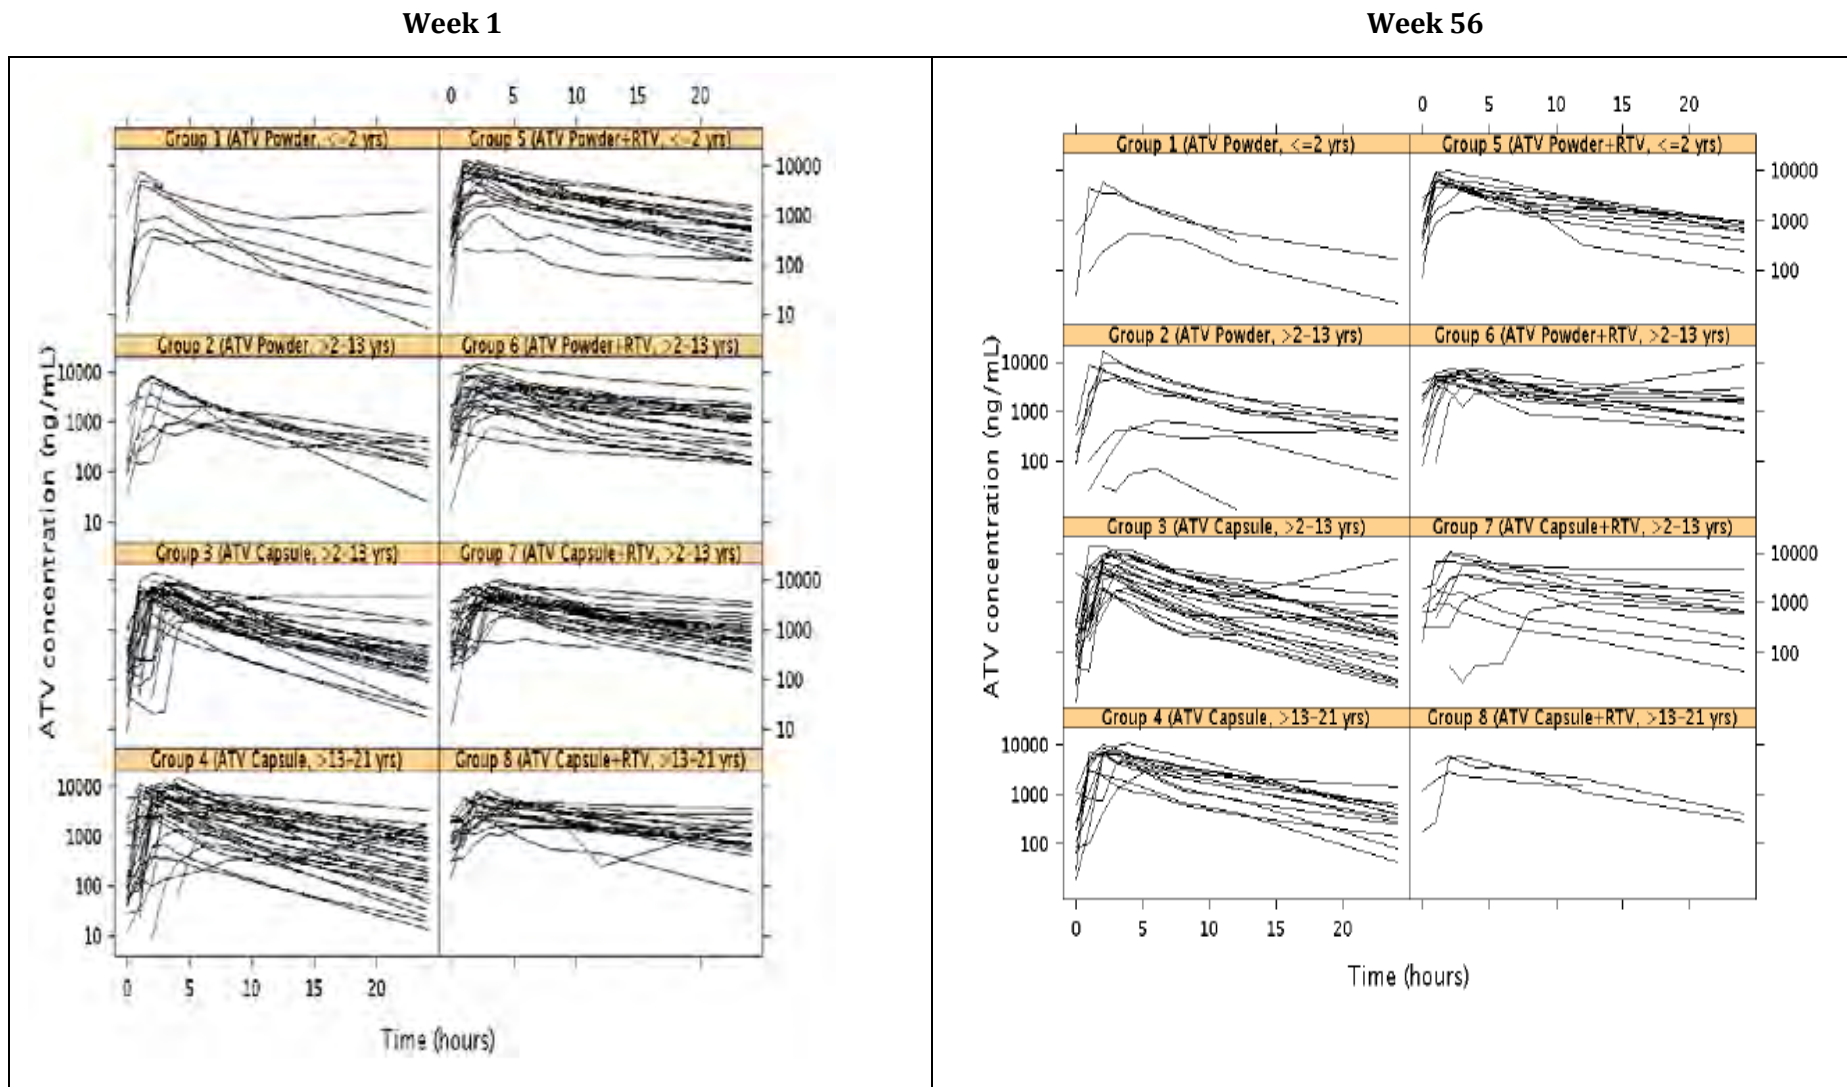 Week 1
Week 56
0 5 10 15 20
Group 1 (ATV Powder, <=2 yrs)
Group 5 (ATV Powder+RTV, <=2 yrs)
10000
1000
100
10
Group 2 (ATV Powder, >2-13 yrs)
Group 6 (ATV Powder+RTV, >2-13 yrs)
10000
1000
100
10
Group 3 (ATV Capsule, >2-13 yrs)
Group 7 (ATV Capsule+RTV, >2-13 yrs)
10000
1000
100
10
Group 4 (ATV Capsule, >13-21 yrs)
Group 8 (ATV Capsule+RTV, >13-21 yrs)
10000
1000
100
10
0 5 10 15 20
ATV concentration (ng/mL)
Time (hours)
0 5 10 15 20
Group 1 (ATV Powder, <=2 yrs)
Group 5 (ATV Powder+RTV, <=2 yrs)
10000
1000
100
Group 2 (ATV Powder, >2-13 yrs)
Group 6 (ATV Powder+RTV, >2-13 yrs)
10000
1000
100
Group 3 (ATV Capsule, >2-13 yrs)
Group 7 (ATV Capsule+RTV, >2-13 yrs)
10000
1000
100
Group 4 (ATV Capsule, >13-21 yrs)
Group 8 (ATV Capsule+RTV, >13-21 yrs)
10000
1000
100
0 5 10 15 20
ATV concentration (ng/mL)
Time (hours)